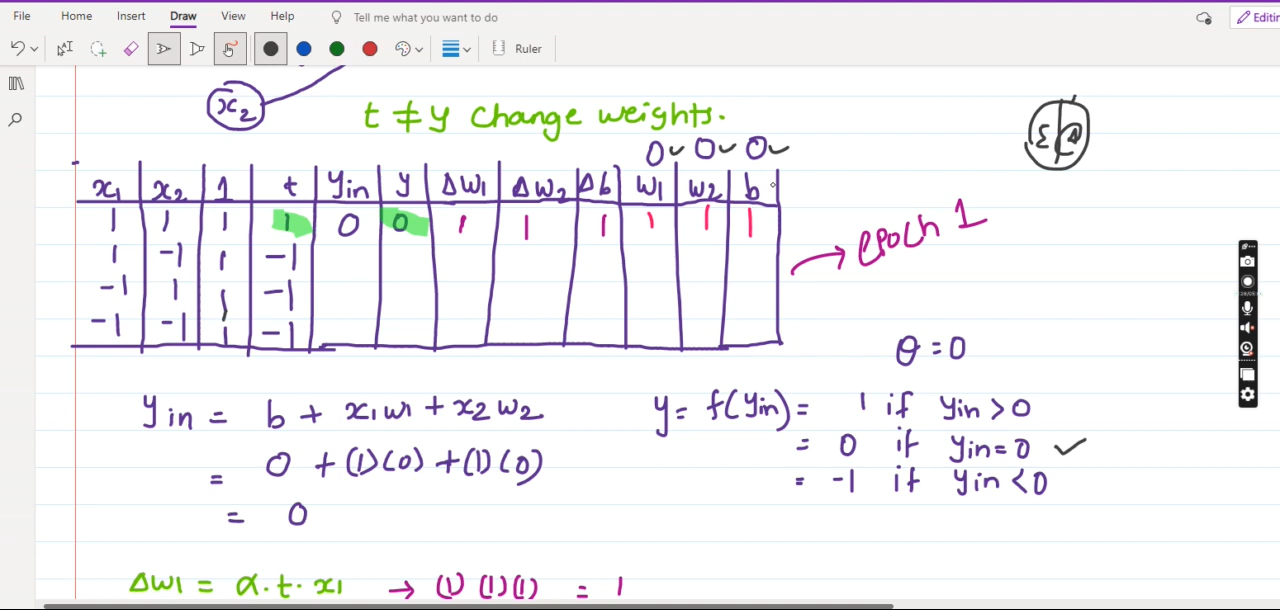 File Home Insert Draw View Help Tell me what you want to do Editin
Ruler
x2
t ≠ y change weights.
Σ
0 ✓ 0 ✓ 0 ✓
x1 x2 1 t Yin y Δw1 Δw2 Δb w1 w2 b
1 1 1 1 0 0 1 1 1 1 1 1
1 -1 1 -1
-1 1 1 -1
-1 -1 1 -1
→ epoch 1
θ = 0
Yin = b + x1w1 + x2w2
= 0 + (1)(0) + (1)(0)
= 0
y = f(Yin) = 1 if Yin > 0
= 0 if Yin = 0 ✓
= -1 if Yin < 0
Δw1 = α.t.x1 → (1)(1)(1) = 1